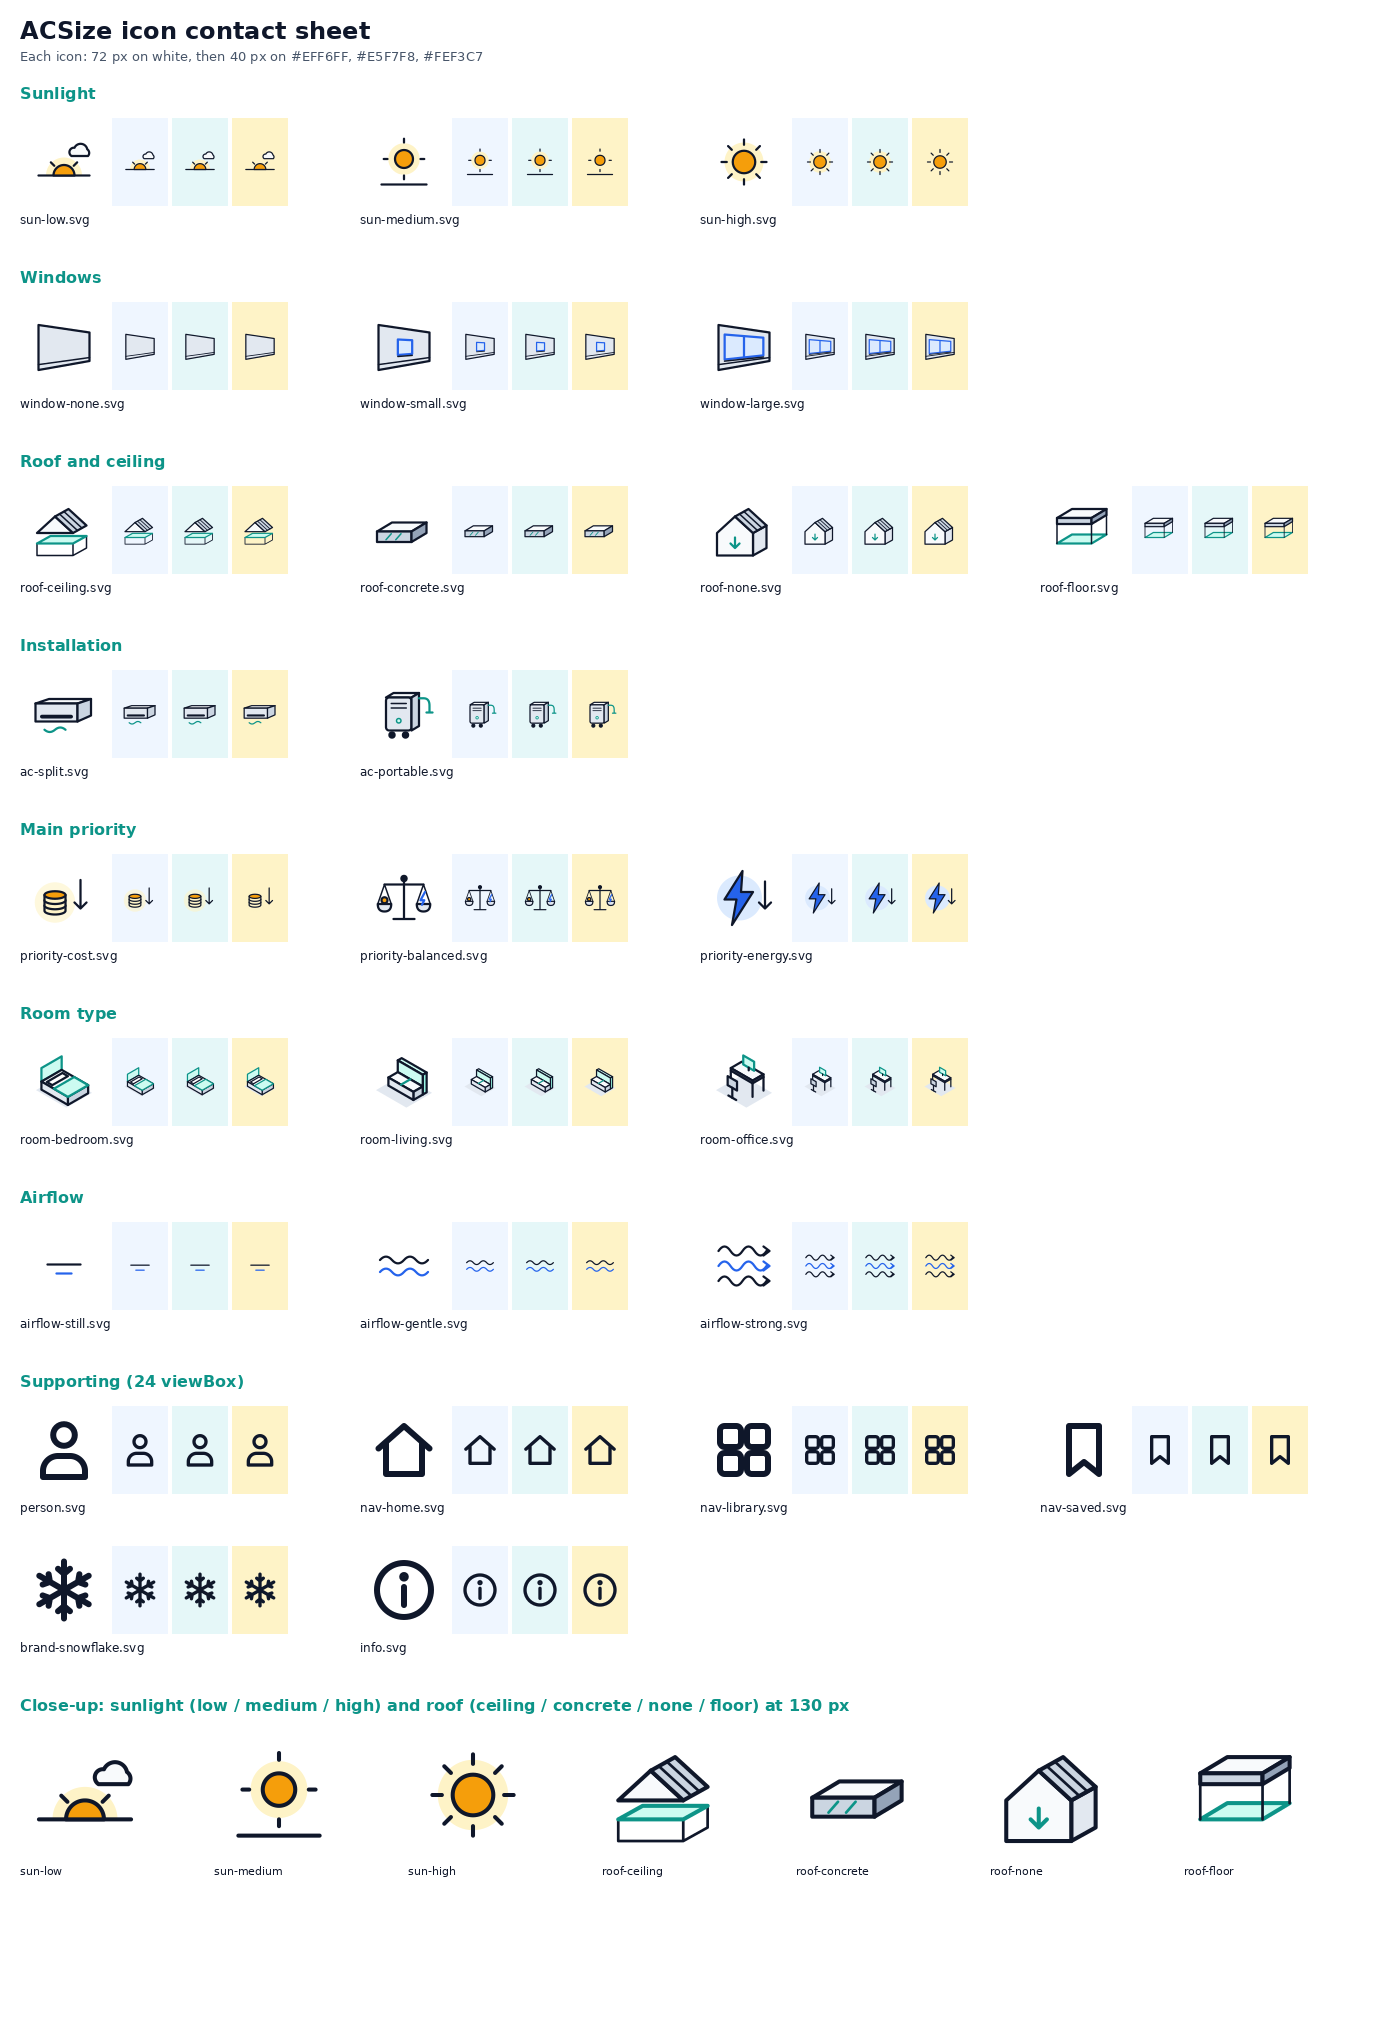 ACSize icon contact sheet
Each icon: 72 px on white, then 40 px on #EFF6FF, #E5F7F8, #FEF3C7
Sunlight
sun-low.svg
sun-medium.svg
sun-high.svg
Windows
window-none.svg
window-small.svg
window-large.svg
Roof and ceiling
roof-ceiling.svg
roof-concrete.svg
roof-none.svg
roof-floor.svg
Installation
ac-split.svg
ac-portable.svg
Main priority
priority-cost.svg
priority-balanced.svg
priority-energy.svg
Room type
room-bedroom.svg
room-living.svg
room-office.svg
Airflow
airflow-still.svg
airflow-gentle.svg
airflow-strong.svg
Supporting (24 viewBox)
person.svg
nav-home.svg
nav-library.svg
nav-saved.svg
brand-snowflake.svg
info.svg
Close-up: sunlight (low / medium / high) and roof (ceiling / concrete / none / floor) at 130 px
sun-low
sun-medium
sun-high
roof-ceiling
roof-concrete
roof-none
roof-floor